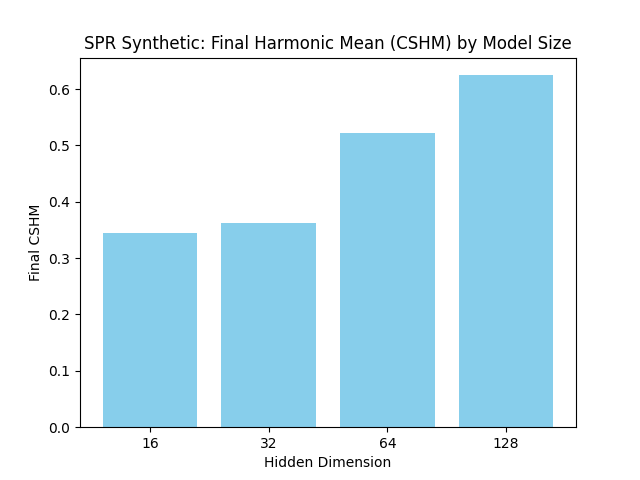 SPR Synthetic: Final Harmonic Mean (CSHM) by Model Size
Final CSHM
0.6
0.5
0.4
0.3
0.2
0.1
0.0
16 32 64 128
Hidden Dimension